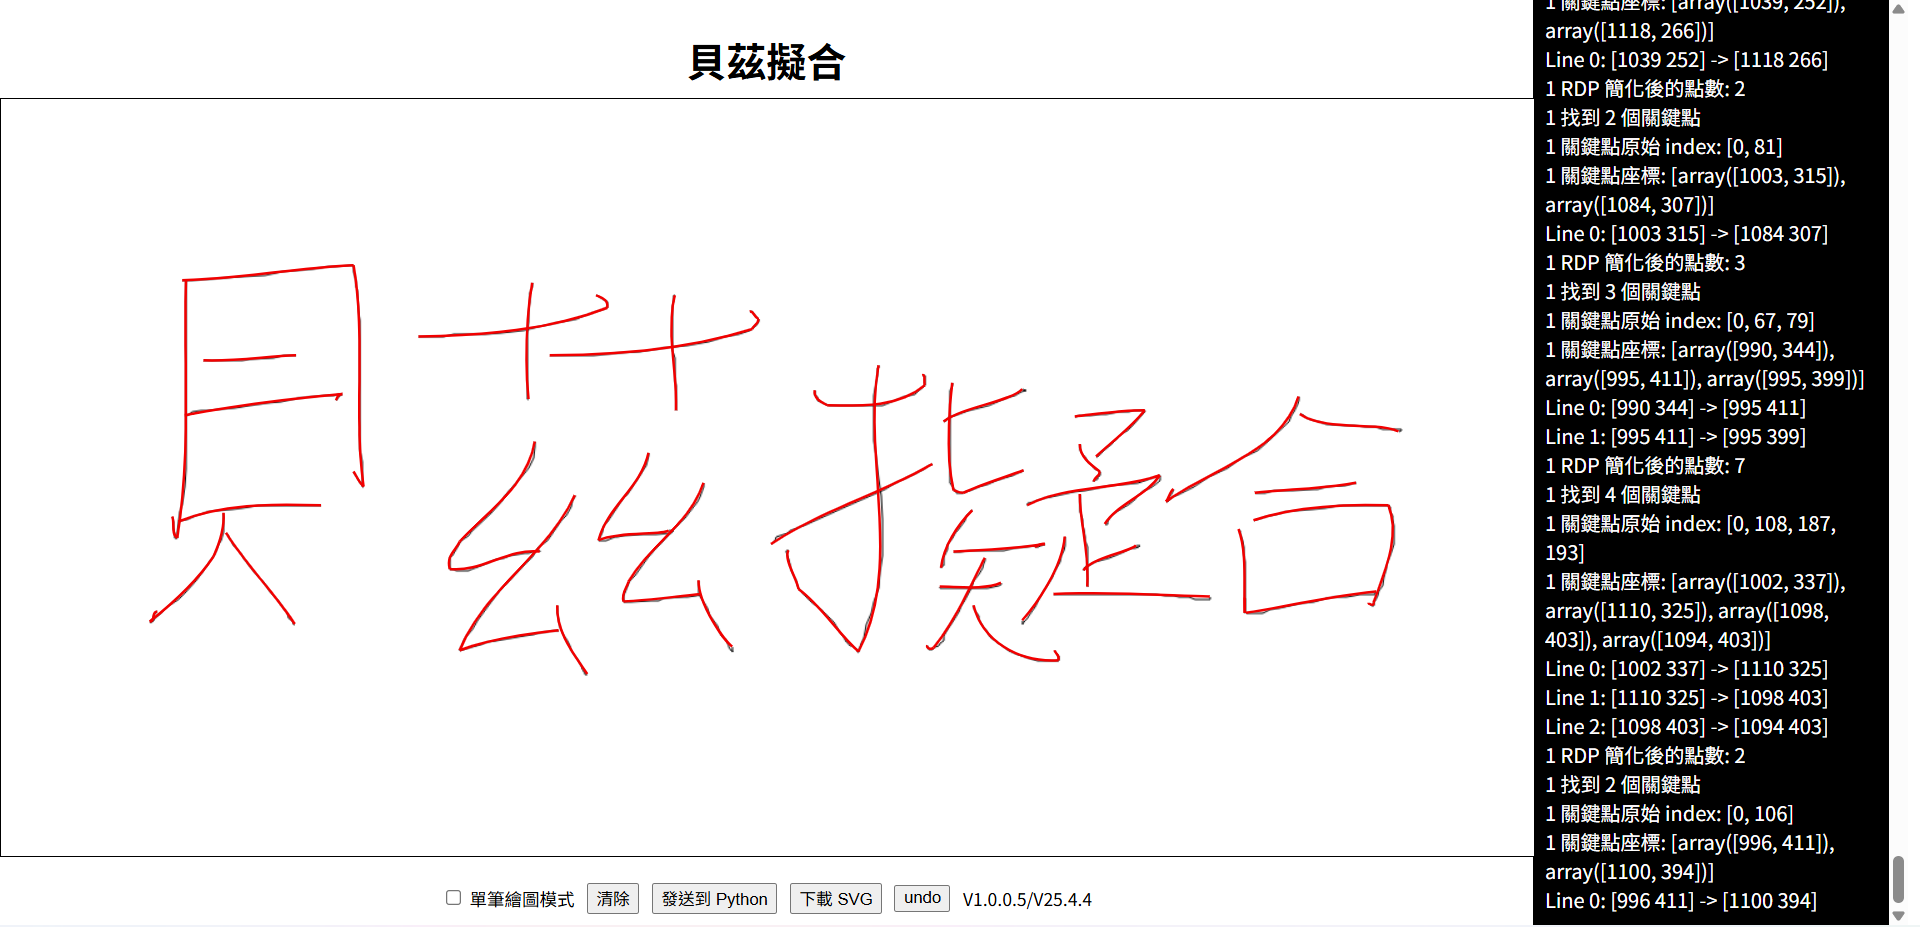 貝茲擬合
貝茲擬合
單筆繪圖模式 清除 發送到 Python 下載 SVG undo V1.0.0.5/V25.4.4
1 關鍵點座標: [array([1039, 252]),
array([1118, 266])]
Line 0: [1039 252] -> [1118 266]
1 RDP 簡化後的點數: 2
1 找到 2 個關鍵點
1 關鍵點原始 index: [0, 81]
1 關鍵點座標: [array([1003, 315]),
array([1084, 307])]
Line 0: [1003 315] -> [1084 307]
1 RDP 簡化後的點數: 3
1 找到 3 個關鍵點
1 關鍵點原始 index: [0, 67, 79]
1 關鍵點座標: [array([990, 344]),
array([995, 411]), array([995, 399])]
Line 0: [990 344] -> [995 411]
Line 1: [995 411] -> [995 399]
1 RDP 簡化後的點數: 7
1 找到 4 個關鍵點
1 關鍵點原始 index: [0, 108, 187,
193]
1 關鍵點座標: [array([1002, 337]),
array([1110, 325]), array([1098,
403]), array([1094, 403])]
Line 0: [1002 337] -> [1110 325]
Line 1: [1110 325] -> [1098 403]
Line 2: [1098 403] -> [1094 403]
1 RDP 簡化後的點數: 2
1 找到 2 個關鍵點
1 關鍵點原始 index: [0, 106]
1 關鍵點座標: [array([996, 411]),
array([1100, 394])]
Line 0: [996 411] -> [1100 394]